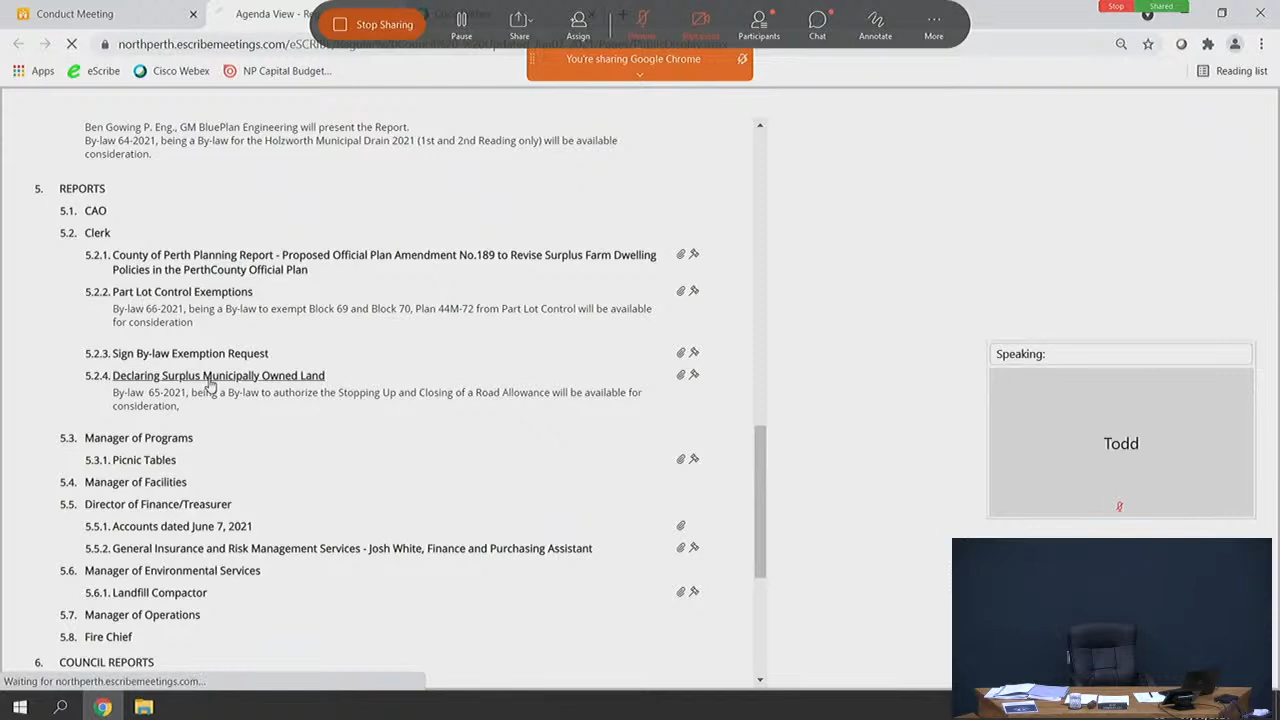 Conduct Meeting
Agenda View - Re
Stop Sharing
Pause
Share
Assign
Participants
Chat
Annotate
More
Stop
Shared
You're sharing Google Chrome
Apps
eScribe
Cisco Webex
NP Capital Budget...
Reading list
Ben Gowing P. Eng., GM BluePlan Engineering will present the Report.
By-law 64-2021, being a By-law for the Holzworth Municipal Drain 2021 (1st and 2nd Reading only) will be available
consideration.
5. REPORTS
5.1. CAO
5.2. Clerk
5.2.1. County of Perth Planning Report - Proposed Official Plan Amendment No.189 to Revise Surplus Farm Dwelling
Policies in the PerthCounty Official Plan
5.2.2. Part Lot Control Exemptions
By-law 66-2021, being a By-law to exempt Block 69 and Block 70, Plan 44M-72 from Part Lot Control will be available
for consideration
5.2.3. Sign By-law Exemption Request
5.2.4. Declaring Surplus Municipally Owned Land
By-law 65-2021, being a By-law to authorize the Stopping Up and Closing of a Road Allowance will be available for
consideration,
5.3. Manager of Programs
5.3.1. Picnic Tables
5.4. Manager of Facilities
5.5. Director of Finance/Treasurer
5.5.1. Accounts dated June 7, 2021
5.5.2. General Insurance and Risk Management Services - Josh White, Finance and Purchasing Assistant
5.6. Manager of Environmental Services
5.6.1. Landfill Compactor
5.7. Manager of Operations
5.8. Fire Chief
6. COUNCIL REPORTS
Speaking:
Todd
Waiting for northperth.escribemeetings.com...